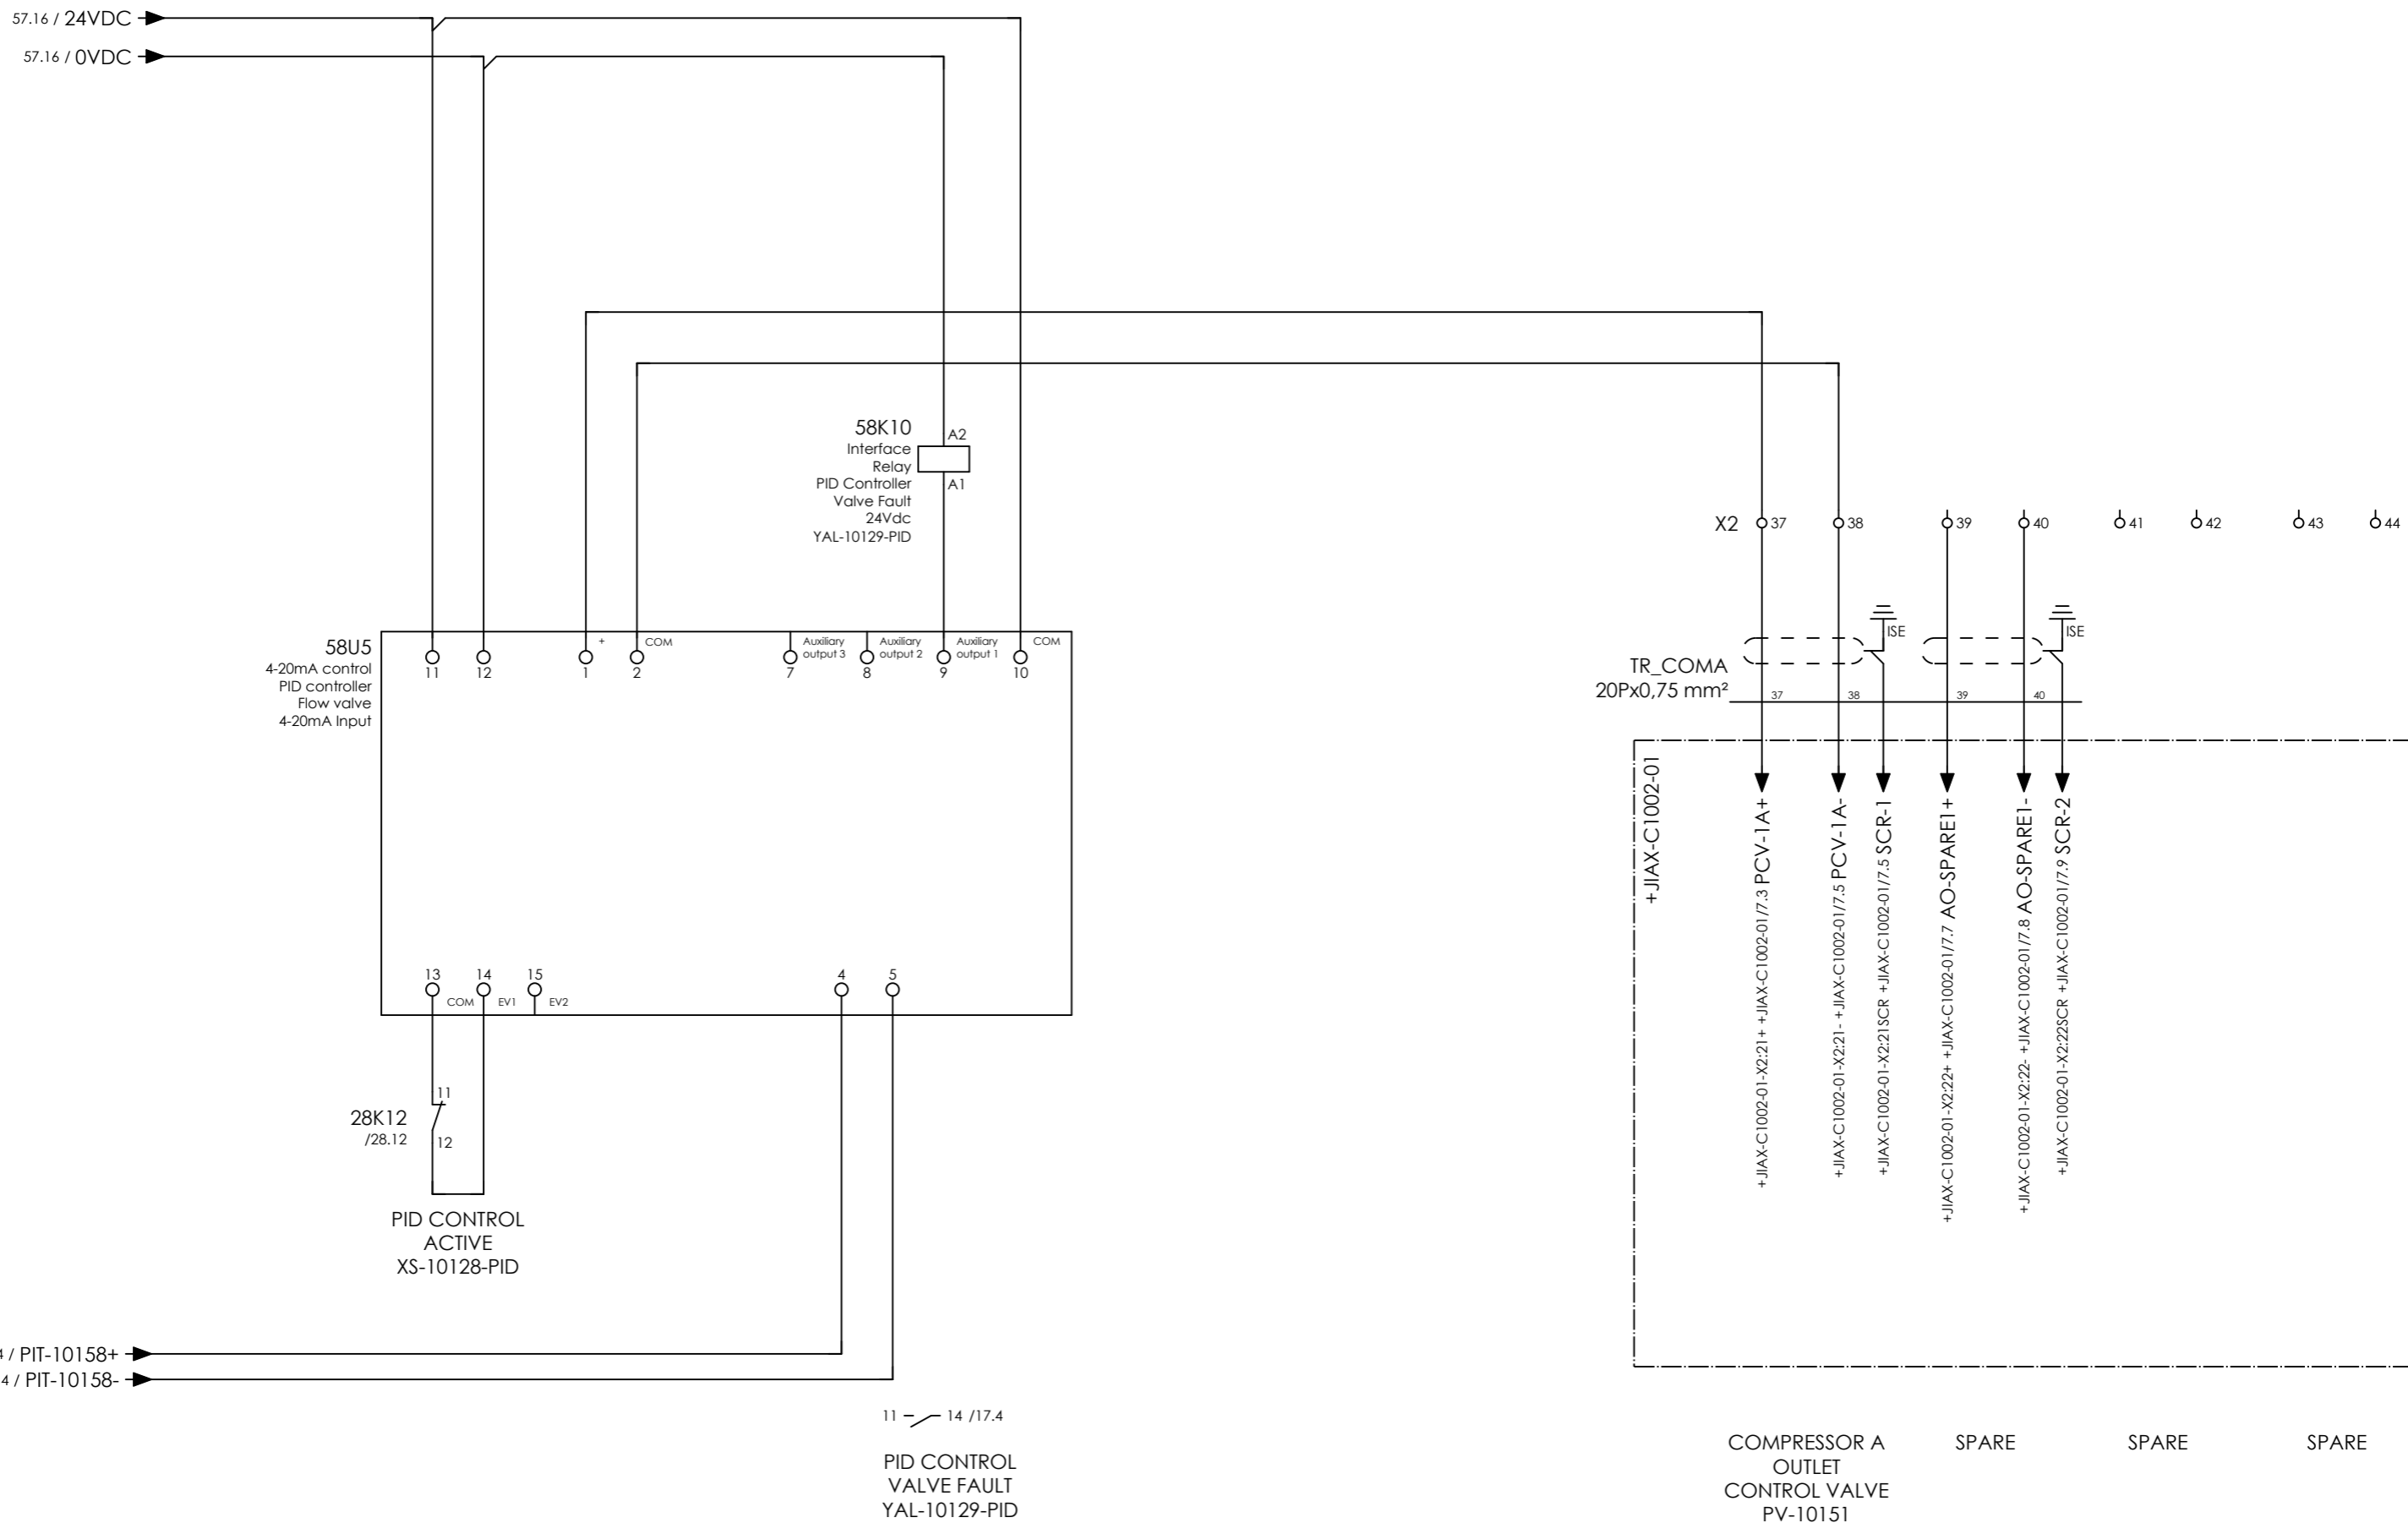 57.16 / 24VDC
57.16 / 0VDC
58K10
Interface
Relay
PID Controller
Valve Fault
24Vdc
YAL-10129-PID
A2
A1
X2 37 38 39 40 41 42 43 44
58U5
4-20mA control
PID controller
Flow valve
4-20mA Input
+ COM
Auxiliary
output 3
Auxiliary
output 2
Auxiliary
output 1
COM
11 12 1 2 7 8 9 10
ISE ISE
TR_COMA
20Px0,75 mm²
37 38 39 40
+JIAX-C1002-01
+JIAX-C1002-01-X2:21+ +JIAX-C1002-01/7.3 PCV-1A+
+JIAX-C1002-01-X2:21- +JIAX-C1002-01/7.5 PCV-1A-
+JIAX-C1002-01-X2:21SCR +JIAX-C1002-01/7.5 SCR-1
+JIAX-C1002-01-X2:22+ +JIAX-C1002-01/7.7 AO-SPARE1+
+JIAX-C1002-01-X2:22- +JIAX-C1002-01/7.8 AO-SPARE1-
+JIAX-C1002-01-X2:22SCR +JIAX-C1002-01/7.9 SCR-2
13 14 15 4 5
COM EV1 EV2
28K12
/28.12
11
12
PID CONTROL
ACTIVE
XS-10128-PID
/ PIT-10158+
4 / PIT-10158-
11 14 /17.4
PID CONTROL
VALVE FAULT
YAL-10129-PID
COMPRESSOR A
OUTLET
CONTROL VALVE
PV-10151
SPARE
SPARE
SPARE